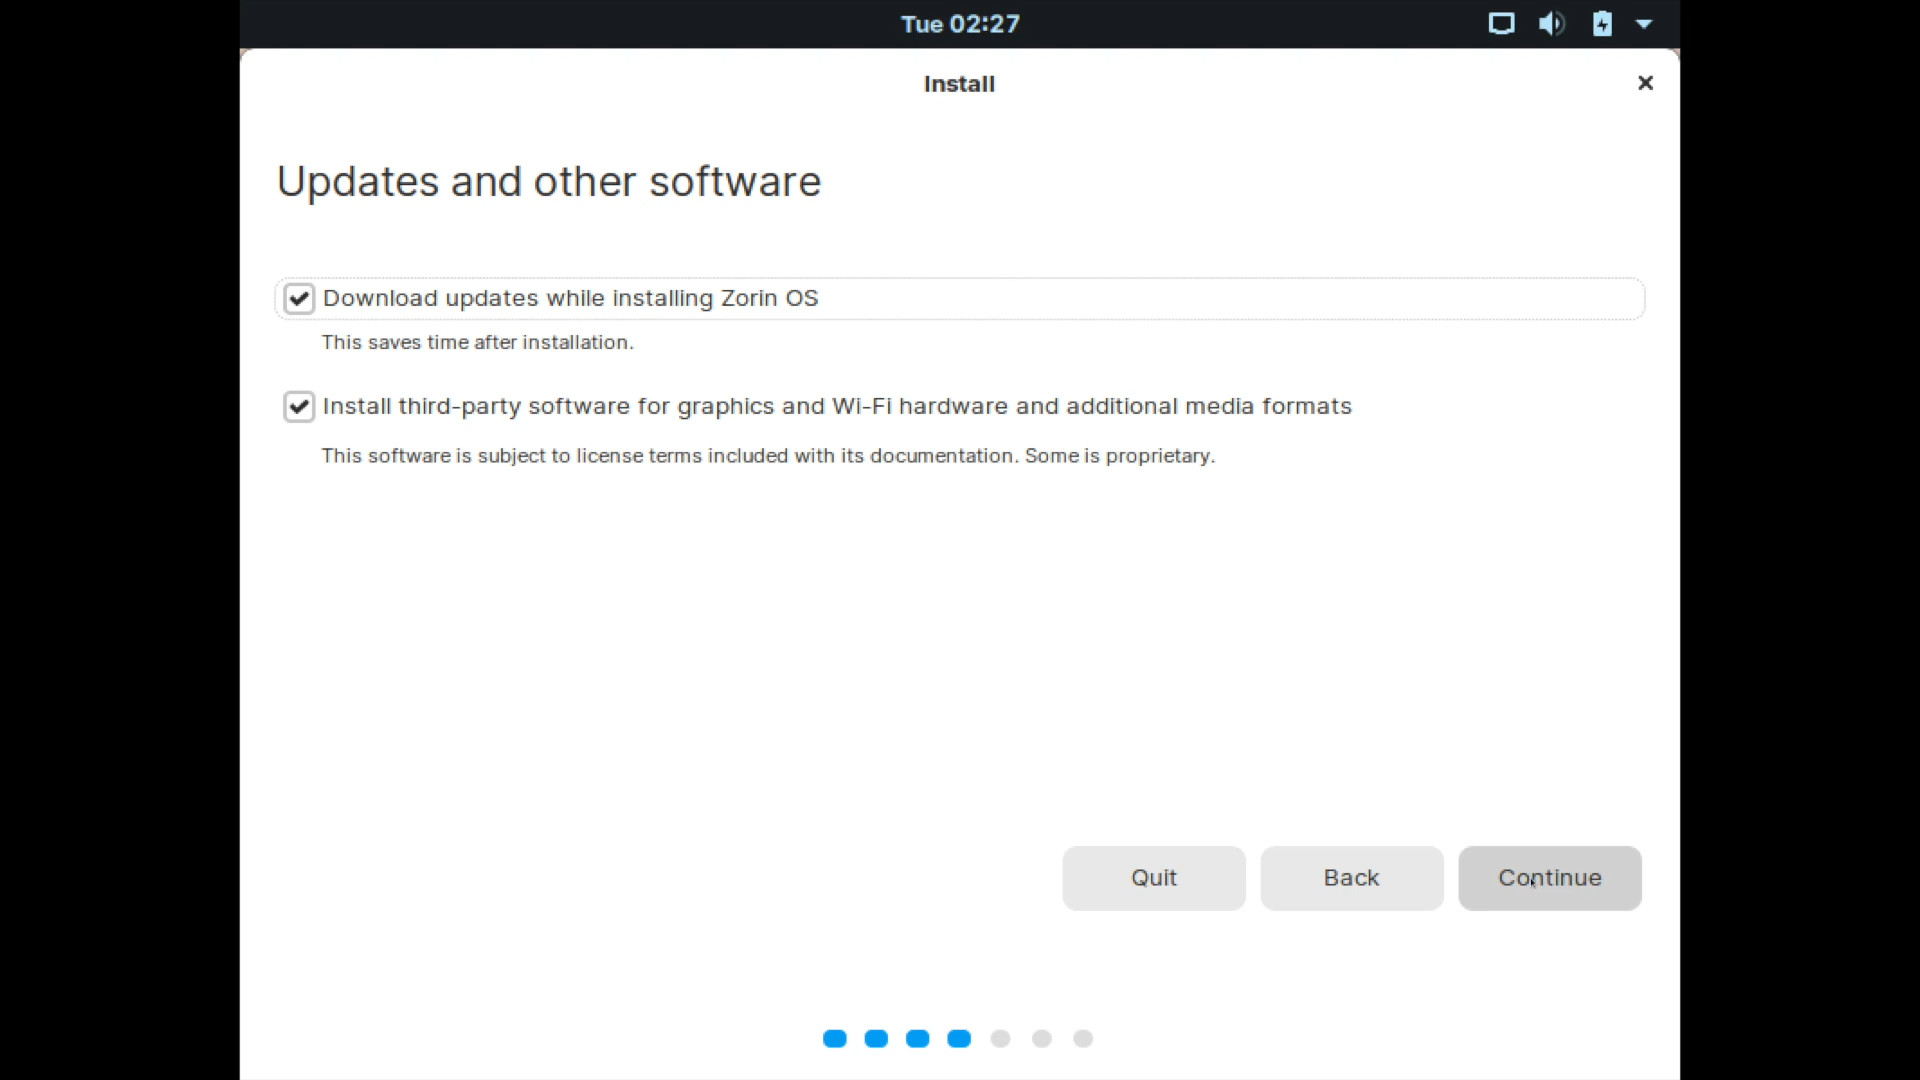 Tue 02:27
Install
Updates and other software
Download updates while installing Zorin OS
This saves time after installation.
Install third-party software for graphics and Wi-Fi hardware and additional media formats
This software is subject to license terms included with its documentation. Some is proprietary.
Quit Back Continue